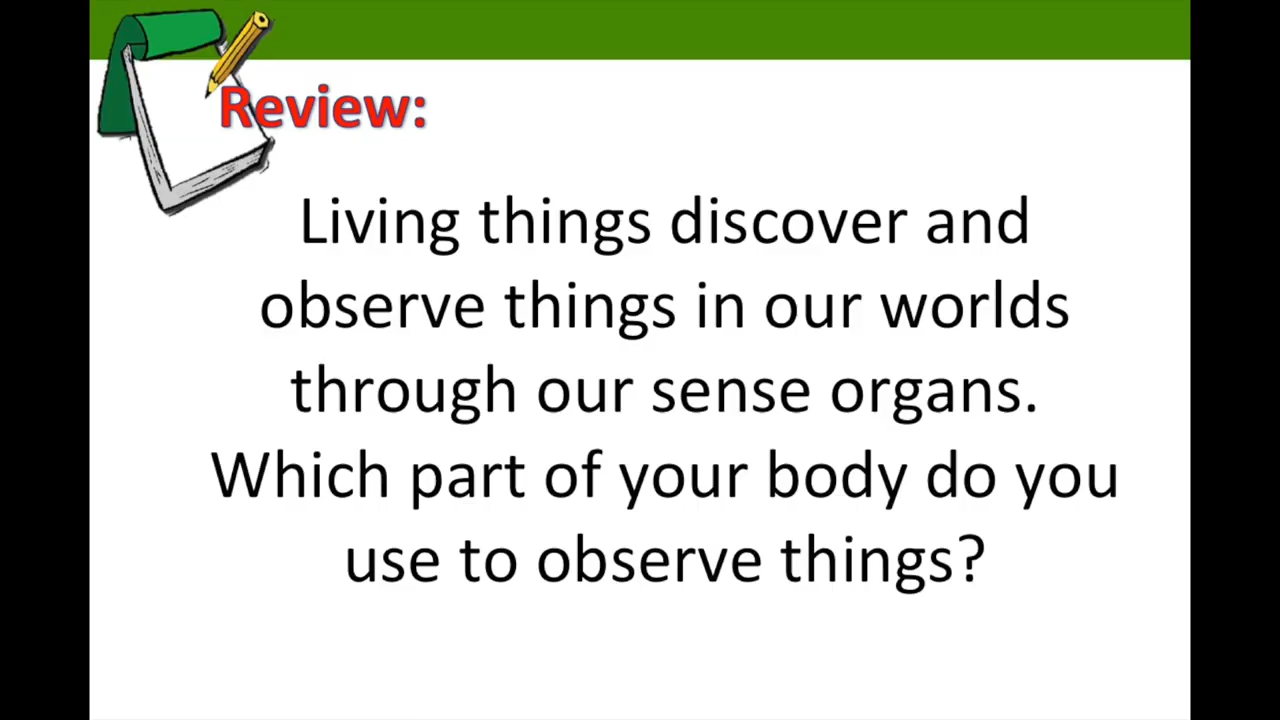 Review:
Living things discover and
observe things in our worlds
through our sense organs.
Which part of your body do you
use to observe things?